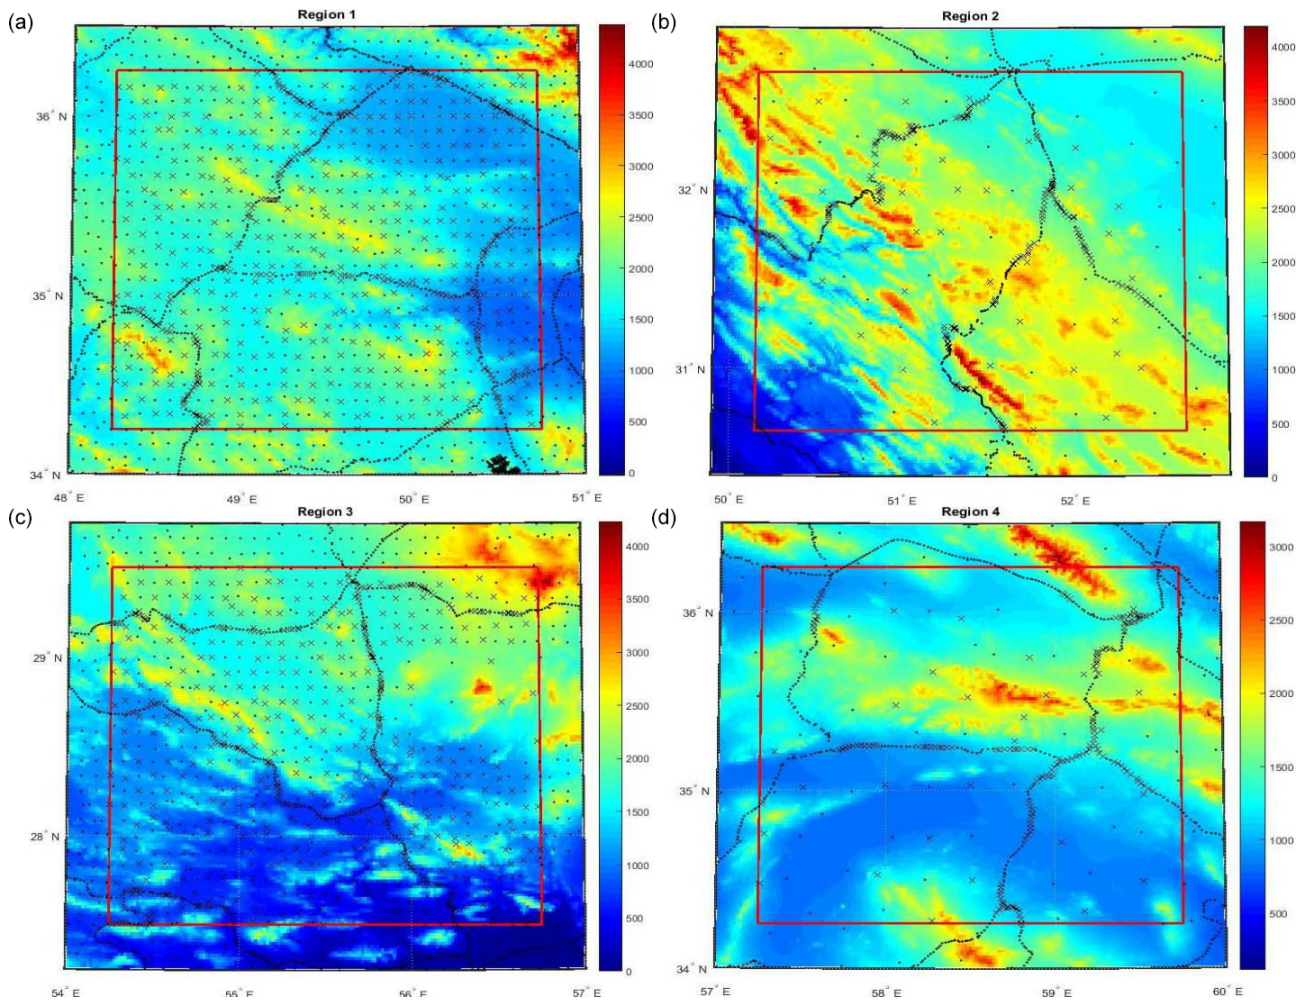 (a)
Region 1
36° N
35° N
34° N
48° E
49° E
50° E
51° E
4000
3500
3000
2500
2000
1500
1000
500
0
(b)
Region 2
32° N
31° N
50° E
51° E
52° E
4000
3500
3000
2500
2000
1500
1000
500
0
(c)
Region 3
29° N
28° N
54° E
55° E
56° E
57° E
4000
3500
3000
2500
2000
1500
1000
500
0
(d)
Region 4
36° N
35° N
34° N
57° E
58° E
59° E
60° E
3000
2500
2000
1500
1000
500